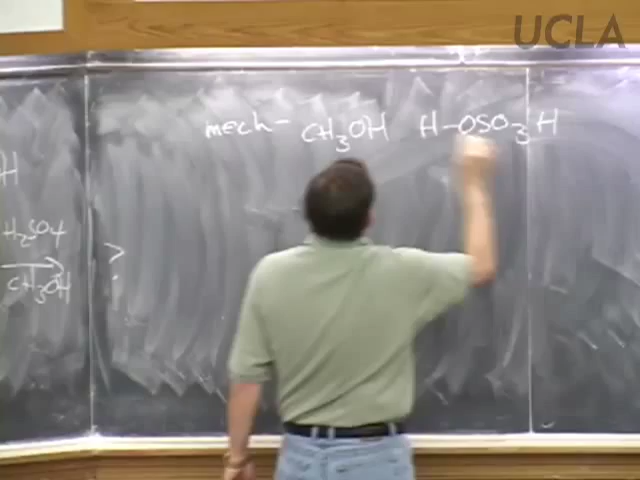 UCLA
mech- CH3OH H-OSO3H
H
H2SO4
CH3OH
?